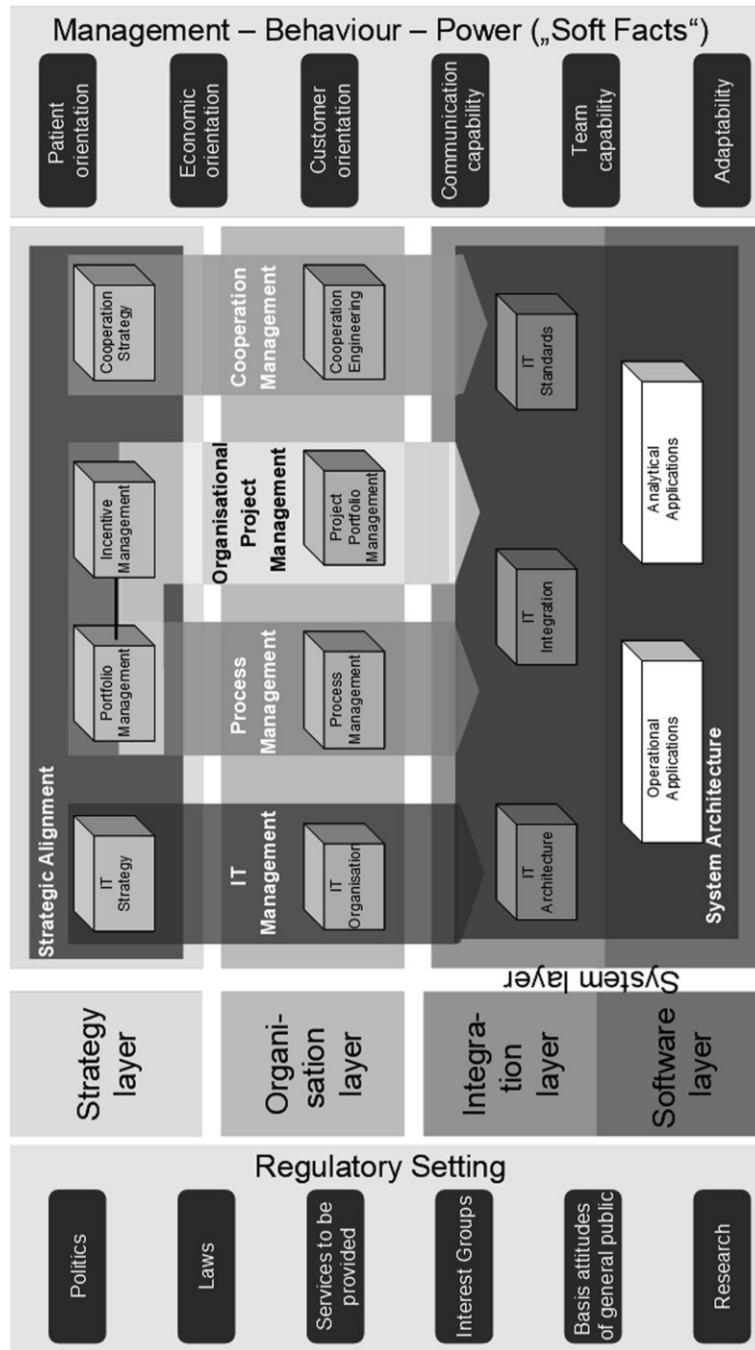 Regulatory Setting
Politics
Laws
Services to be
provided
Interest Groups
Basis attitudes
of general public
Research
Strategy
layer
Organi-
sation
layer
Integra-
tion
layer
Software
layer
System layer
Strategic Alignment
IT
Strategy
Portfolio
Management
Incentive
Management
Cooperation
Strategy
IT
Management
Process
Management
Organisational
Project
Management
Cooperation
Management
IT
Organisation
Process
Management
Project
Portfolio
Management
Cooperation
Engineering
IT
Architecture
IT
Integration
IT
Standards
Operational
Applications
Analytical
Applications
System Architecture
Management – Behaviour – Power („Soft Facts“)
Patient
orientation
Economic
orientation
Customer
orientation
Communication
capability
Team
capability
Adaptability